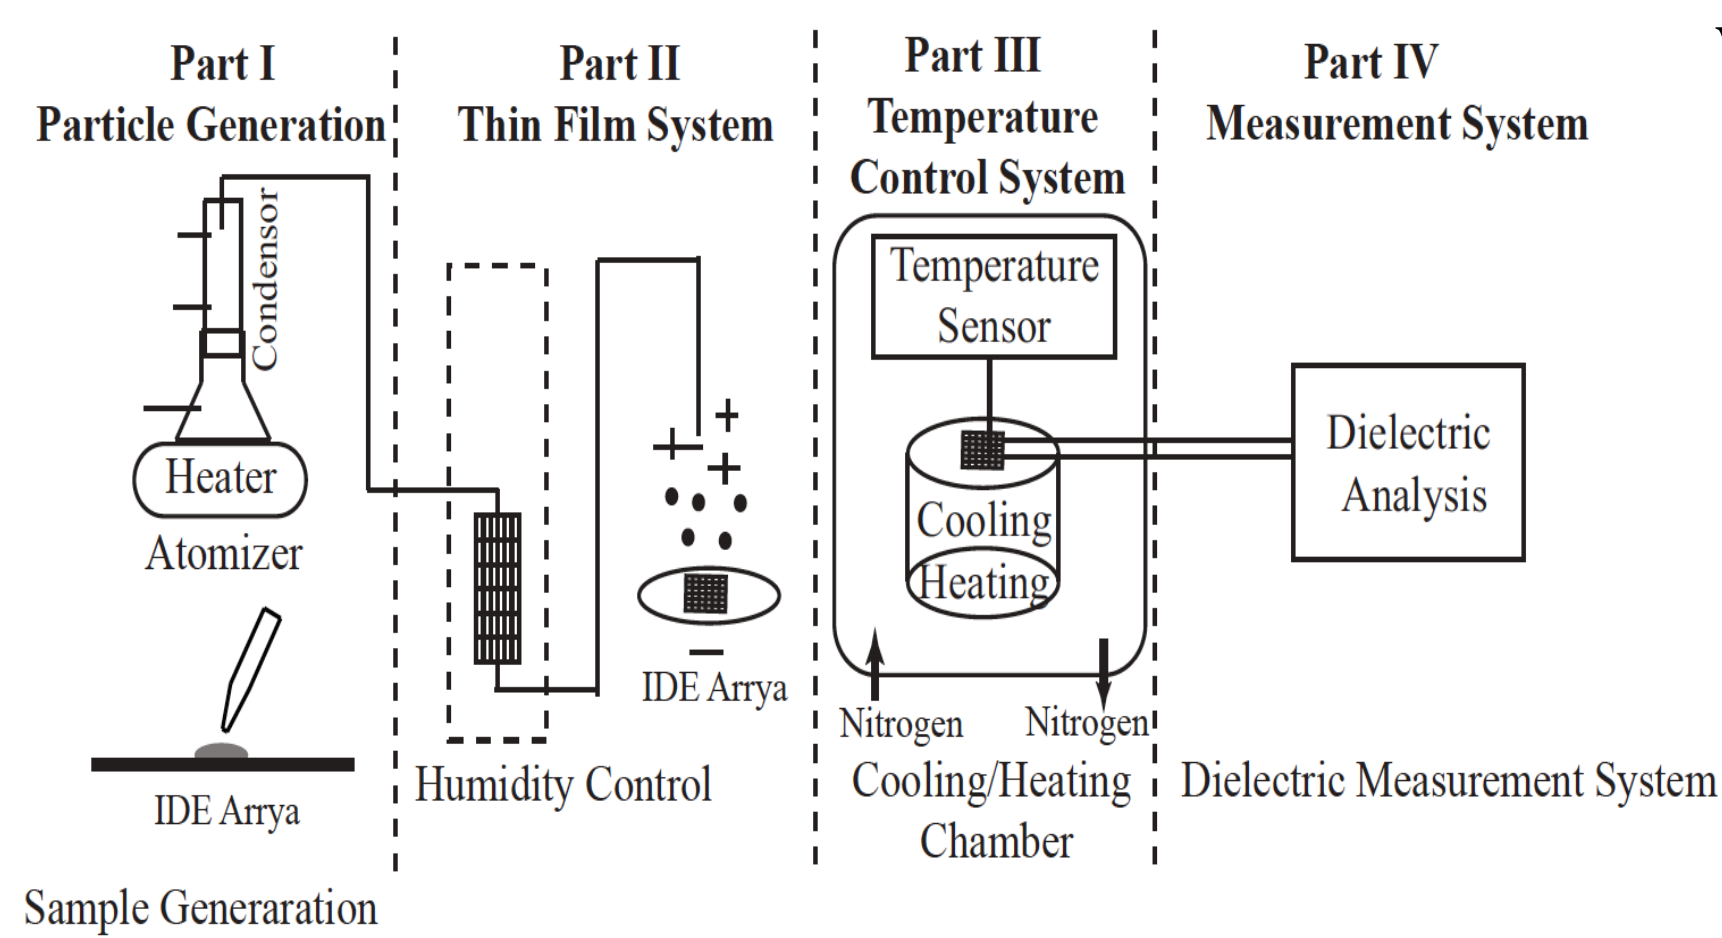 Part I
Particle Generation
Condensor
Heater
Atomizer
IDE Arrya
Sample Generaration
Part II
Thin Film System
+
+
+
IDE Arrya
Humidity Control
Part III
Temperature
Control System
Temperature
Sensor
Cooling
Heating
Nitrogen
Nitrogen
Cooling/Heating
Chamber
Part IV
Measurement System
Dielectric
Analysis
Dielectric Measurement System